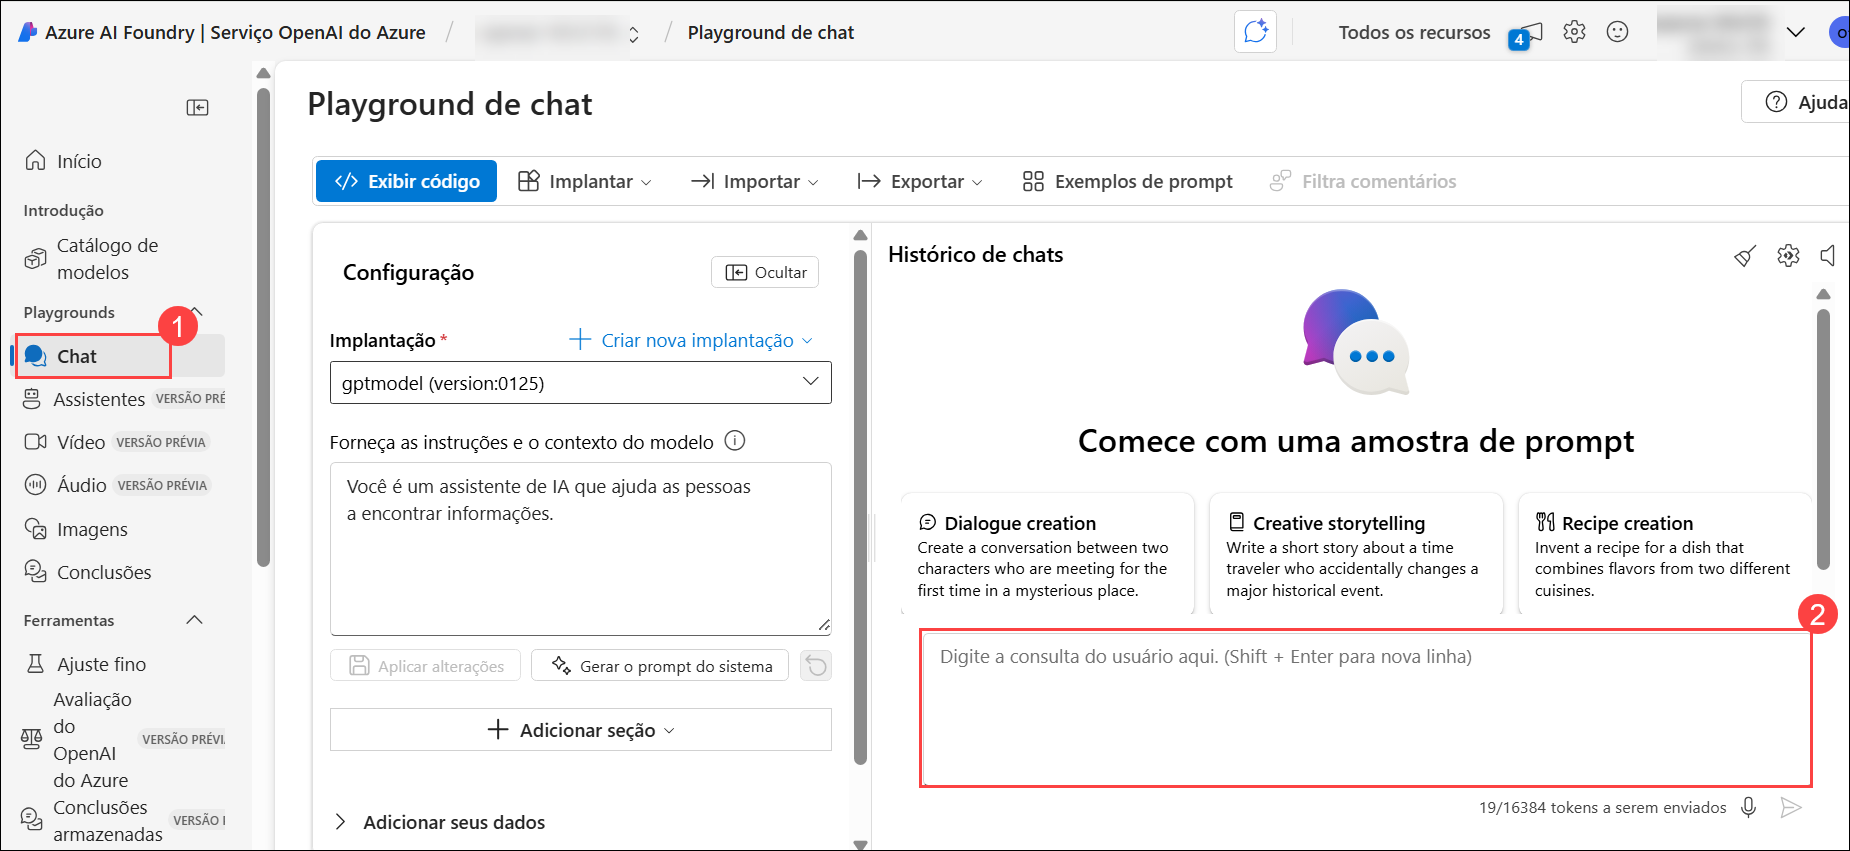 Azure AI Foundry | Serviço OpenAI do Azure / / Playground de chat
Todos os recursos 4
Início
Introdução
Catálogo de
modelos
Playgrounds
1
Chat
Assistentes VERSÃO PRÉ
Vídeo VERSÃO PRÉVIA
Áudio VERSÃO PRÉVIA
Imagens
Conclusões
Ferramentas
Ajuste fino
Avaliação
do
OpenAI
do Azure
VERSÃO PRÉVI
Conclusões
armazenadas
VERSÃO
Playground de chat
Ajuda
Exibir código Implantar Importar Exportar Exemplos de prompt Filtra comentários
Configuração
Ocultar
Implantação *
Criar nova implantação
gptmodel (version:0125)
Forneça as instruções e o contexto do modelo
Você é um assistente de IA que ajuda as pessoas
a encontrar informações.
Aplicar alterações
Gerar o prompt do sistema
Adicionar seção
Adicionar seus dados
Histórico de chats
Comece com uma amostra de prompt
Dialogue creation
Create a conversation between two
characters who are meeting for the
first time in a mysterious place.
Creative storytelling
Write a short story about a time
traveler who accidentally changes a
major historical event.
Recipe creation
Invent a recipe for a dish that
combines flavors from two different
cuisines.
2
Digite a consulta do usuário aqui. (Shift + Enter para nova linha)
19/16384 tokens a serem enviados